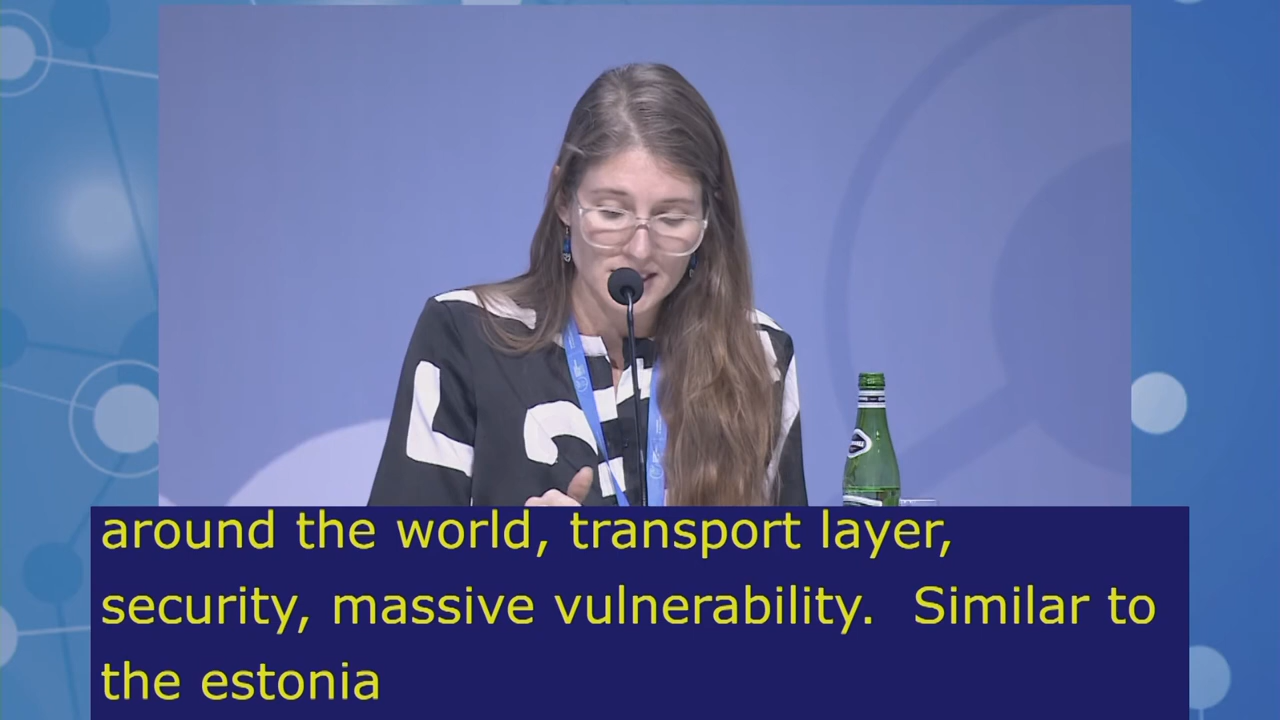 around the world, transport layer,
security, massive vulnerability.  Similar to
the estonia